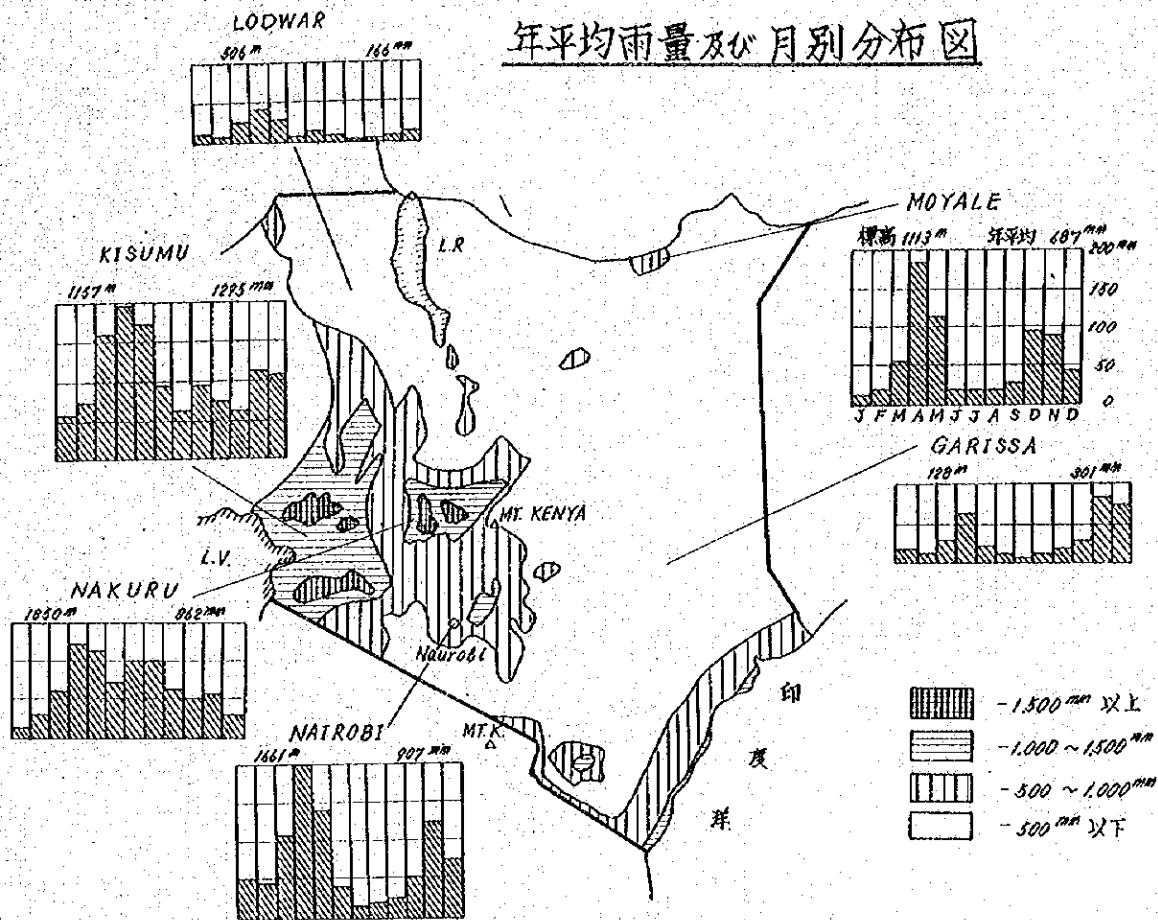 年平均雨量及び月別分布図
LODWAR
506m 166mm
MOYALE
標高 1113m 年平均 687mm
200mm
150
100
50
0
J F M A M J J A S D N D
KISUMU
1157m 1295mm
L.R
GARISSA
128m 301mm
MT. KENYA
L.V.
NAKURU
1850m 862mm
Naurobi
NAIROBI
1661m 907mm
MT.K.
印
度
洋
-1.500mm 以上
-1.000~1.500mm
-500~1.000mm
-500mm 以下